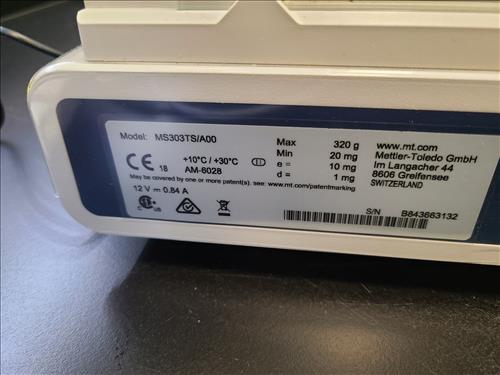 Model: MS303TS/A00
CE 18 +10°C / +30°C II
AM-6028
May be covered by one or more patent(s): see www.mt.com/patentmarking
12 V ⎓ 0.84 A
Max 320 g
Min 20 mg
e = 10 mg
d = 1 mg
www.mt.com
Mettler-Toledo GmbH
Im Langacher 44
8606 Greifensee
SWITZERLAND
S/N B843663132